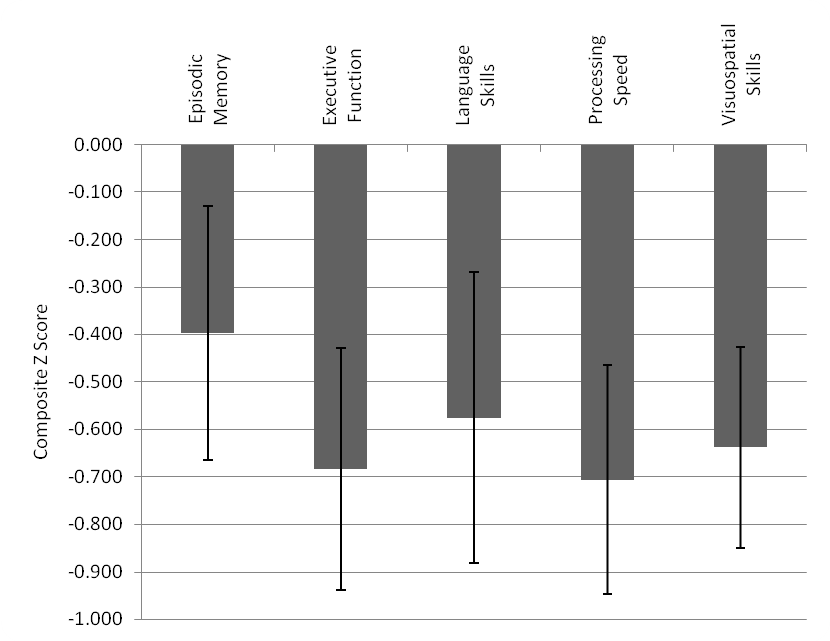 Episodic
Memory
Executive
Function
Language
Skills
Processing
Speed
Visuospatial
Skills
0.000
-0.100
-0.200
-0.300
-0.400
-0.500
-0.600
-0.700
-0.800
-0.900
-1.000
Composite Z Score